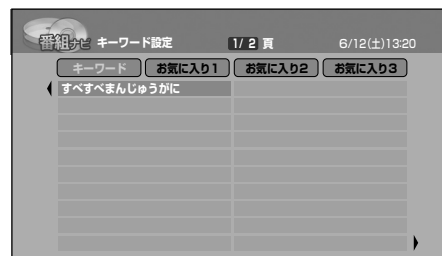 番組ナビ キーワード設定 1/ 2 頁 6/12(土)13:20
キーワード お気に入り1 お気に入り2 お気に入り3
すべすべまんじゅうがに